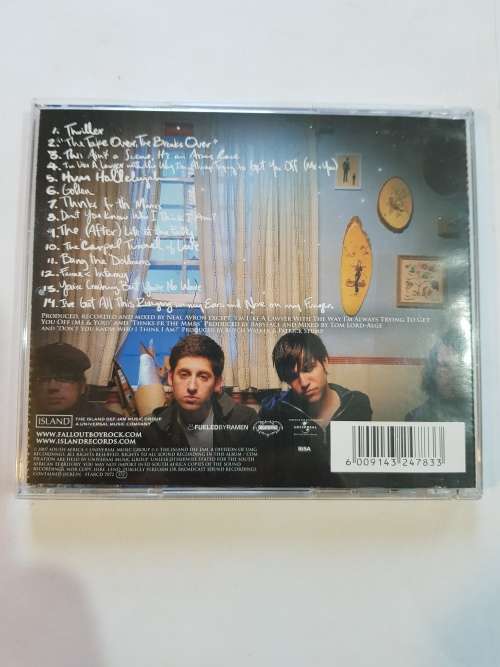 1. Thriller
2. "The Take Over, The Breaks Over"
3. This Ain't a Scene, It's an Arms Race
4. I'm Like A Lawyer with the Way I'm Always Trying to Get You Off (Me + You)
5. Hum Hallelujah
6. Golden
7. Thnks fr th Mmrs
8. Don't You Know Who I Think I Am?
9. The (After) Life of the Party
10. The Carpal Tunnel of Love
11. Bang the Doldrums
12. Fame < Infamy
13. You're Crashing, But You're No Wave
14. I've Got All This Ringing in my Ears and None on my Fingers
PRODUCED, RECORDED AND MIXED BY NEAL AVRON EXCEPT "I'M LIKE A LAWYER WITH THE WAY I'M ALWAYS TRYING TO GET
YOU OFF (ME & YOU)" AND "THNKS FR TH MMRS" PRODUCED BY BABYFACE AND MIXED BY TOM LORD-ALGE
AND "DON'T YOU KNOW WHO I THINK I AM?" PRODUCED BY BUTCH WALKER & PATRICK STUMP
ISLAND
THE ISLAND DEF JAM MUSIC GROUP
A UNIVERSAL MUSIC COMPANY
FUELEDBYRAMEN
UNIVERSAL
RiSA
WWW.FALLOUTBOYROCK.COM
WWW.ISLANDRECORDS.COM
6 009143 247833